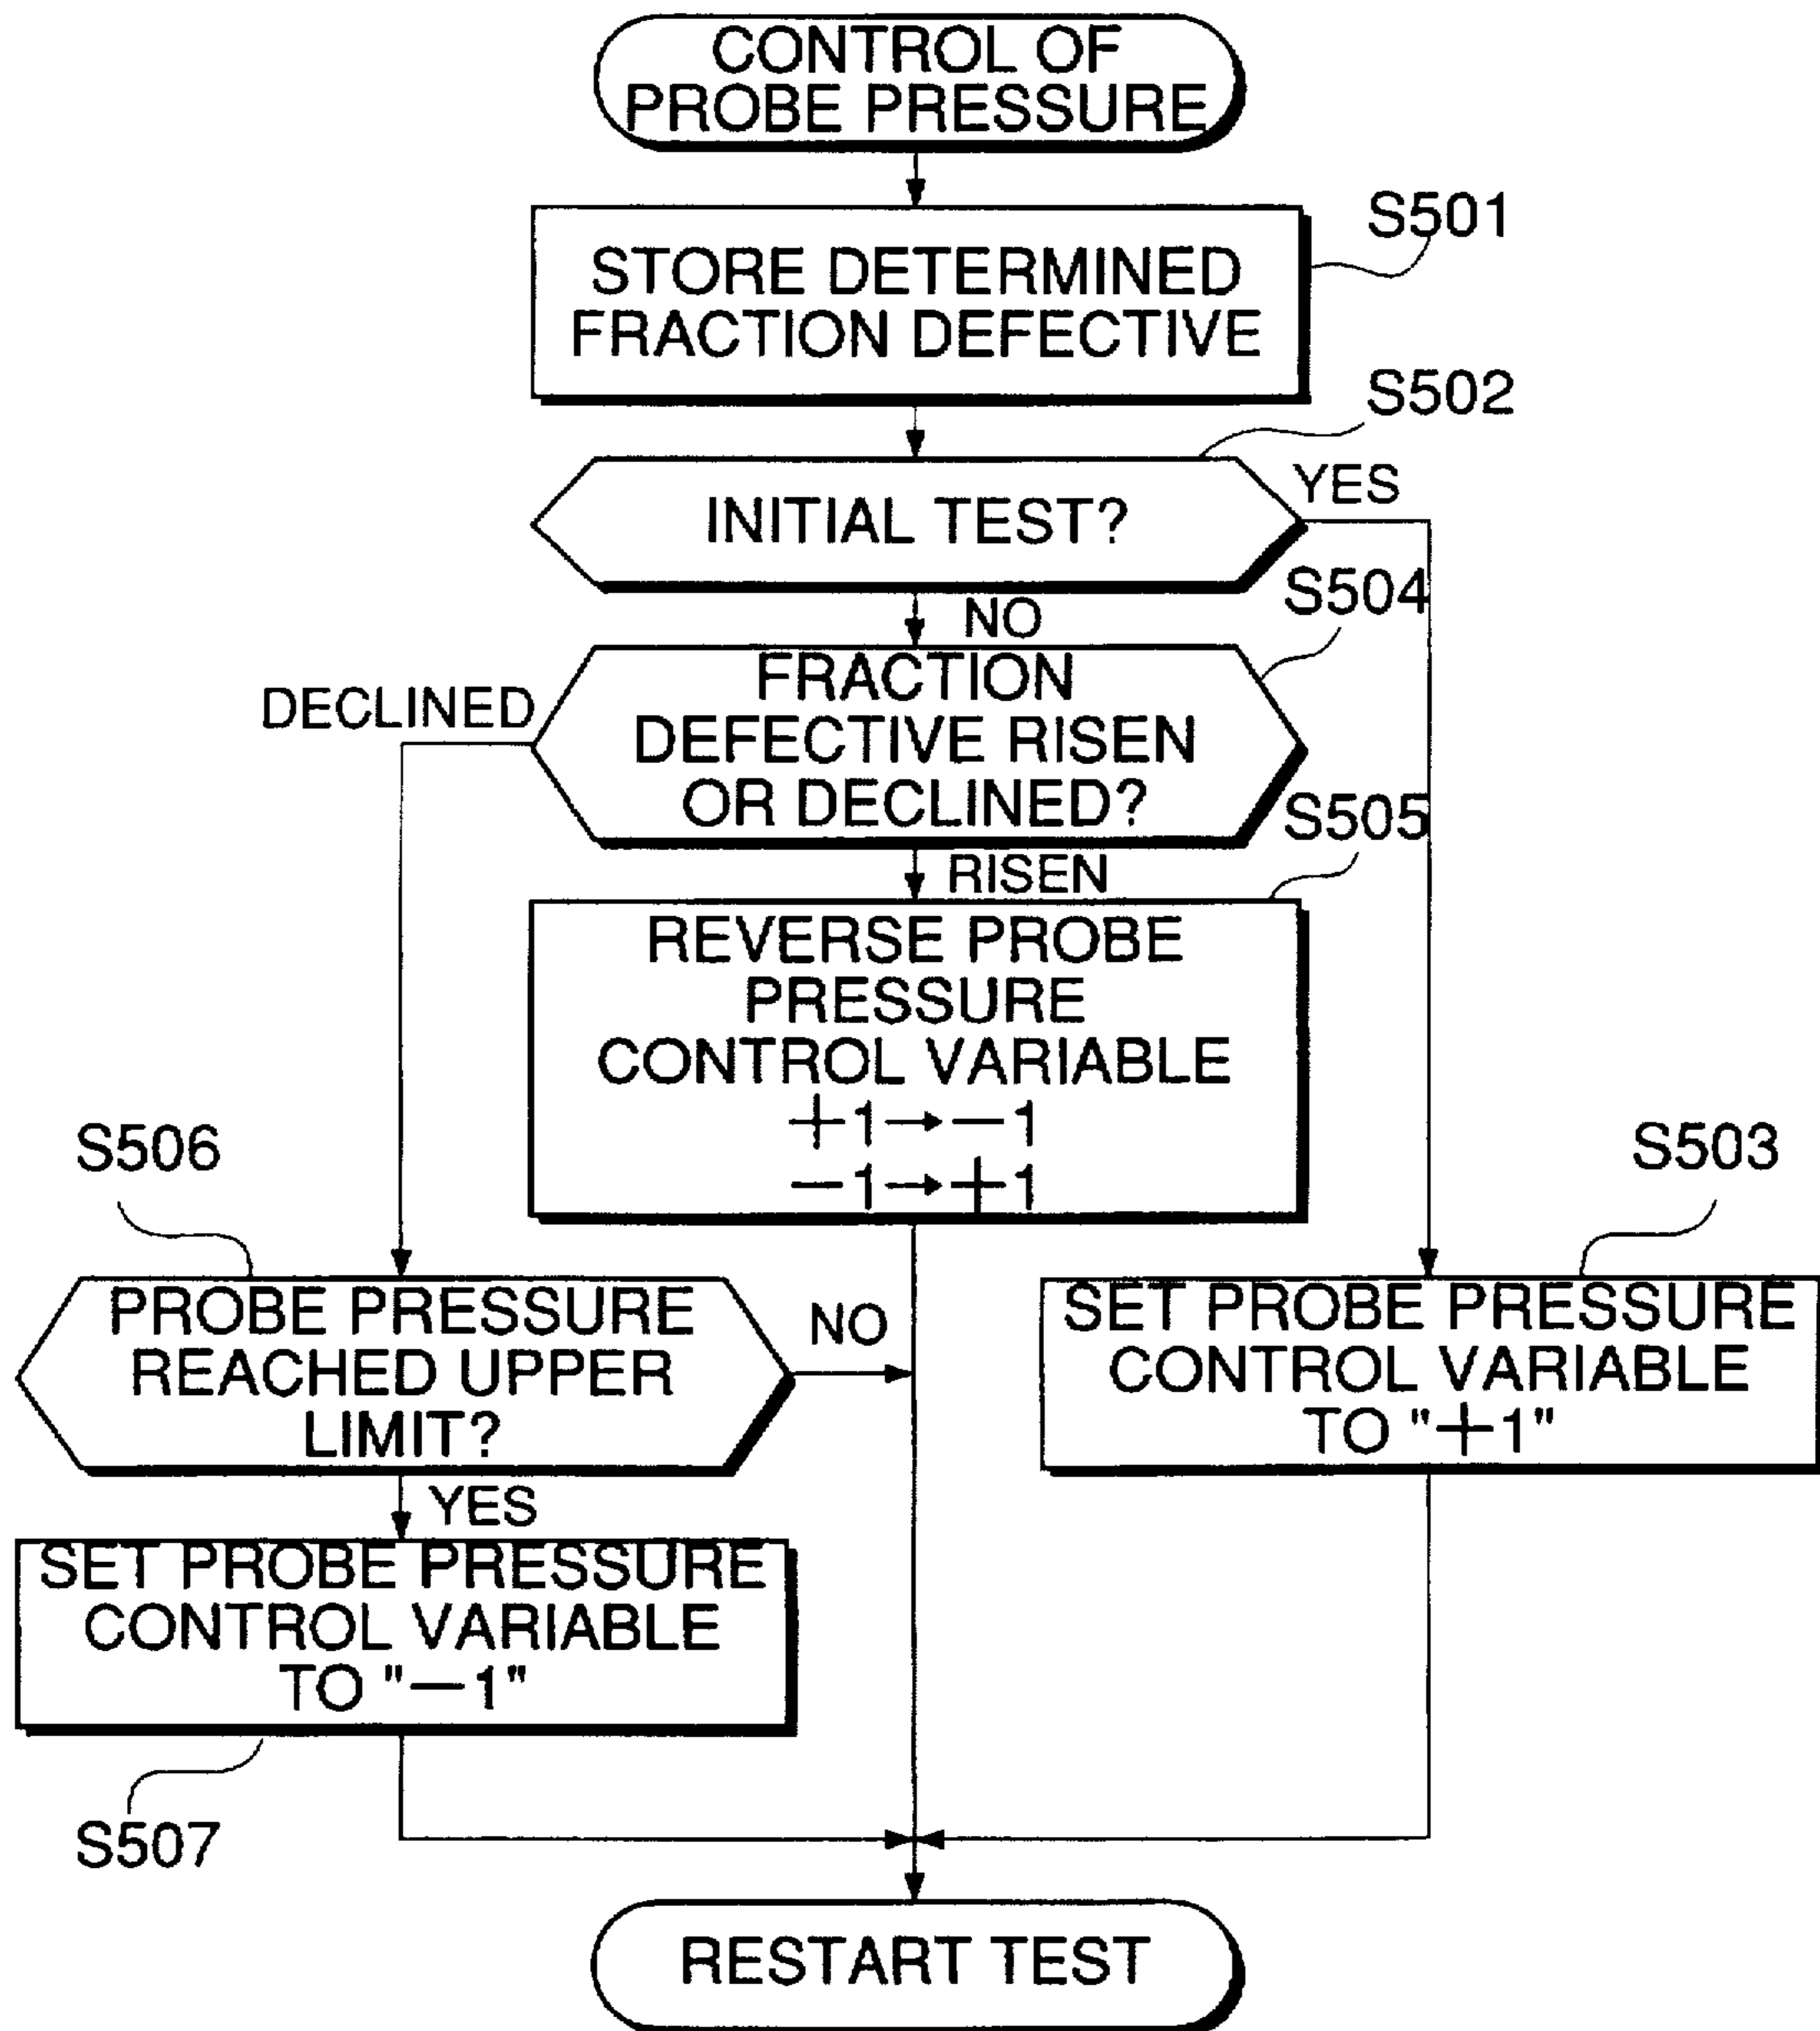 CONTROL OF
PROBE PRESSURE
S501
STORE DETERMINED
FRACTION DEFECTIVE
S502
YES
INITIAL TEST?
S504
NO
FRACTION
DECLINED
DEFECTIVE RISEN
OR DECLINED?
S505
RISEN
REVERSE PROBE
PRESSURE
CONTROL VARIABLE
+1→−1
−1→+1
S506
S503
PROBE PRESSURE
REACHED UPPER
LIMIT?
NO
SET PROBE PRESSURE
CONTROL VARIABLE
TO "+1"
YES
SET PROBE PRESSURE
CONTROL VARIABLE
TO "−1"
S507
RESTART TEST